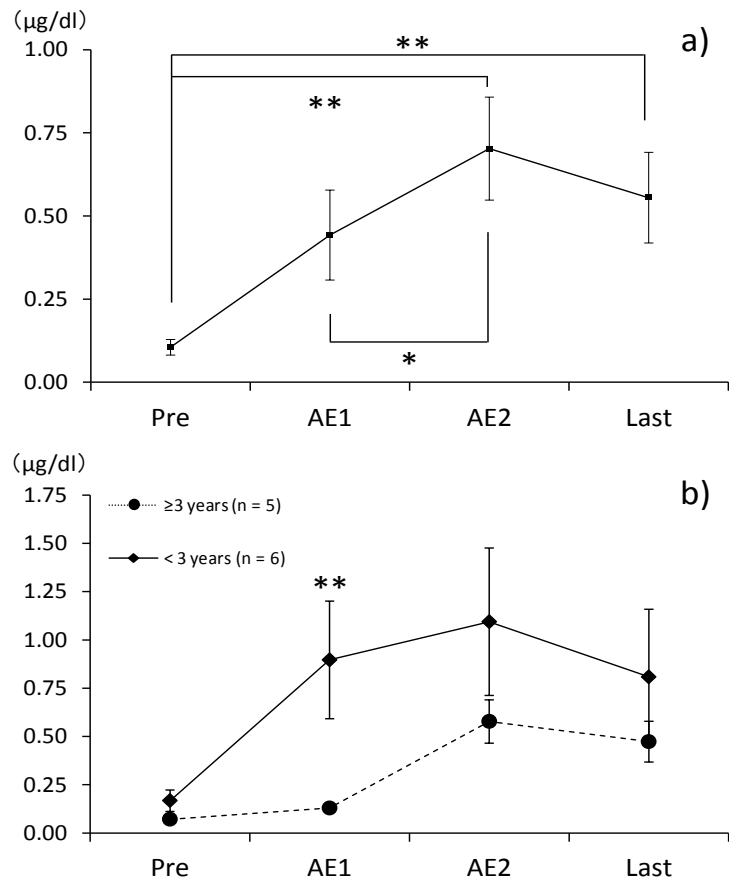 （μg/dl）
a)
1.00
**
**
0.75
0.50
0.25
*
0.00
Pre AE1 AE2 Last
（μg/dl）
b)
1.75
≥3 years (n = 5)
1.50
< 3 years (n = 6)
**
1.25
1.00
0.75
0.50
0.25
0.00
Pre AE1 AE2 Last